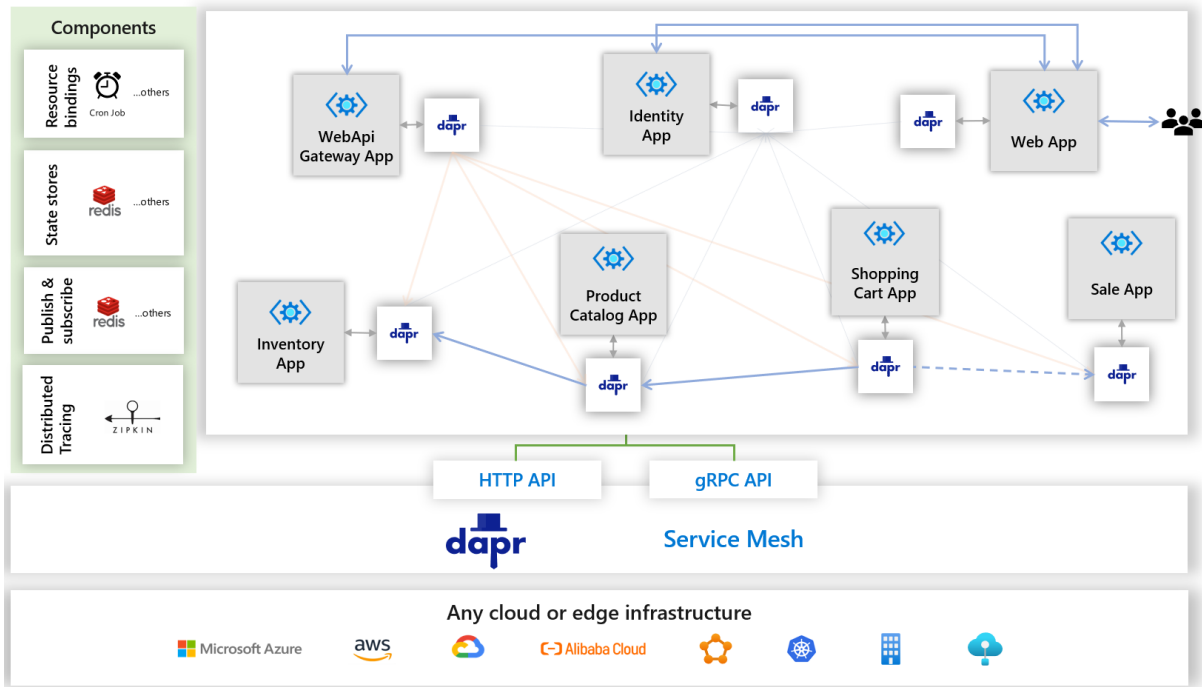 Components
Resource
bindings
Cron Job
...others
State stores
redis
...others
Publish &
subscribe
redis
...others
Distributed
Tracing
ZIPKIN
WebApi
Gateway App
dapr
Identity
App
dapr
dapr
Web App
Inventory
App
dapr
Product
Catalog App
dapr
Shopping
Cart App
dapr
Sale App
dapr
HTTP API
gRPC API
dapr
Service Mesh
Any cloud or edge infrastructure
Microsoft Azure
aws
Alibaba Cloud